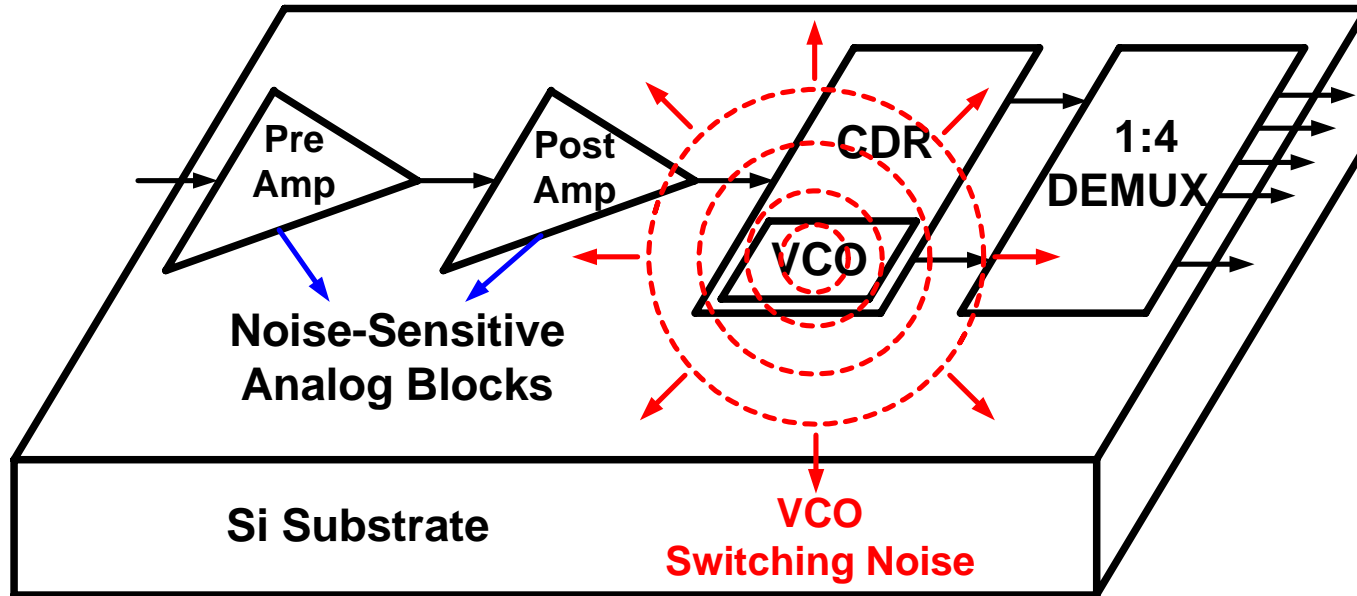 Pre
Amp
Post
Amp
CDR
VCO
1:4
DEMUX
Noise-Sensitive
Analog Blocks
Si Substrate
VCO
Switching Noise